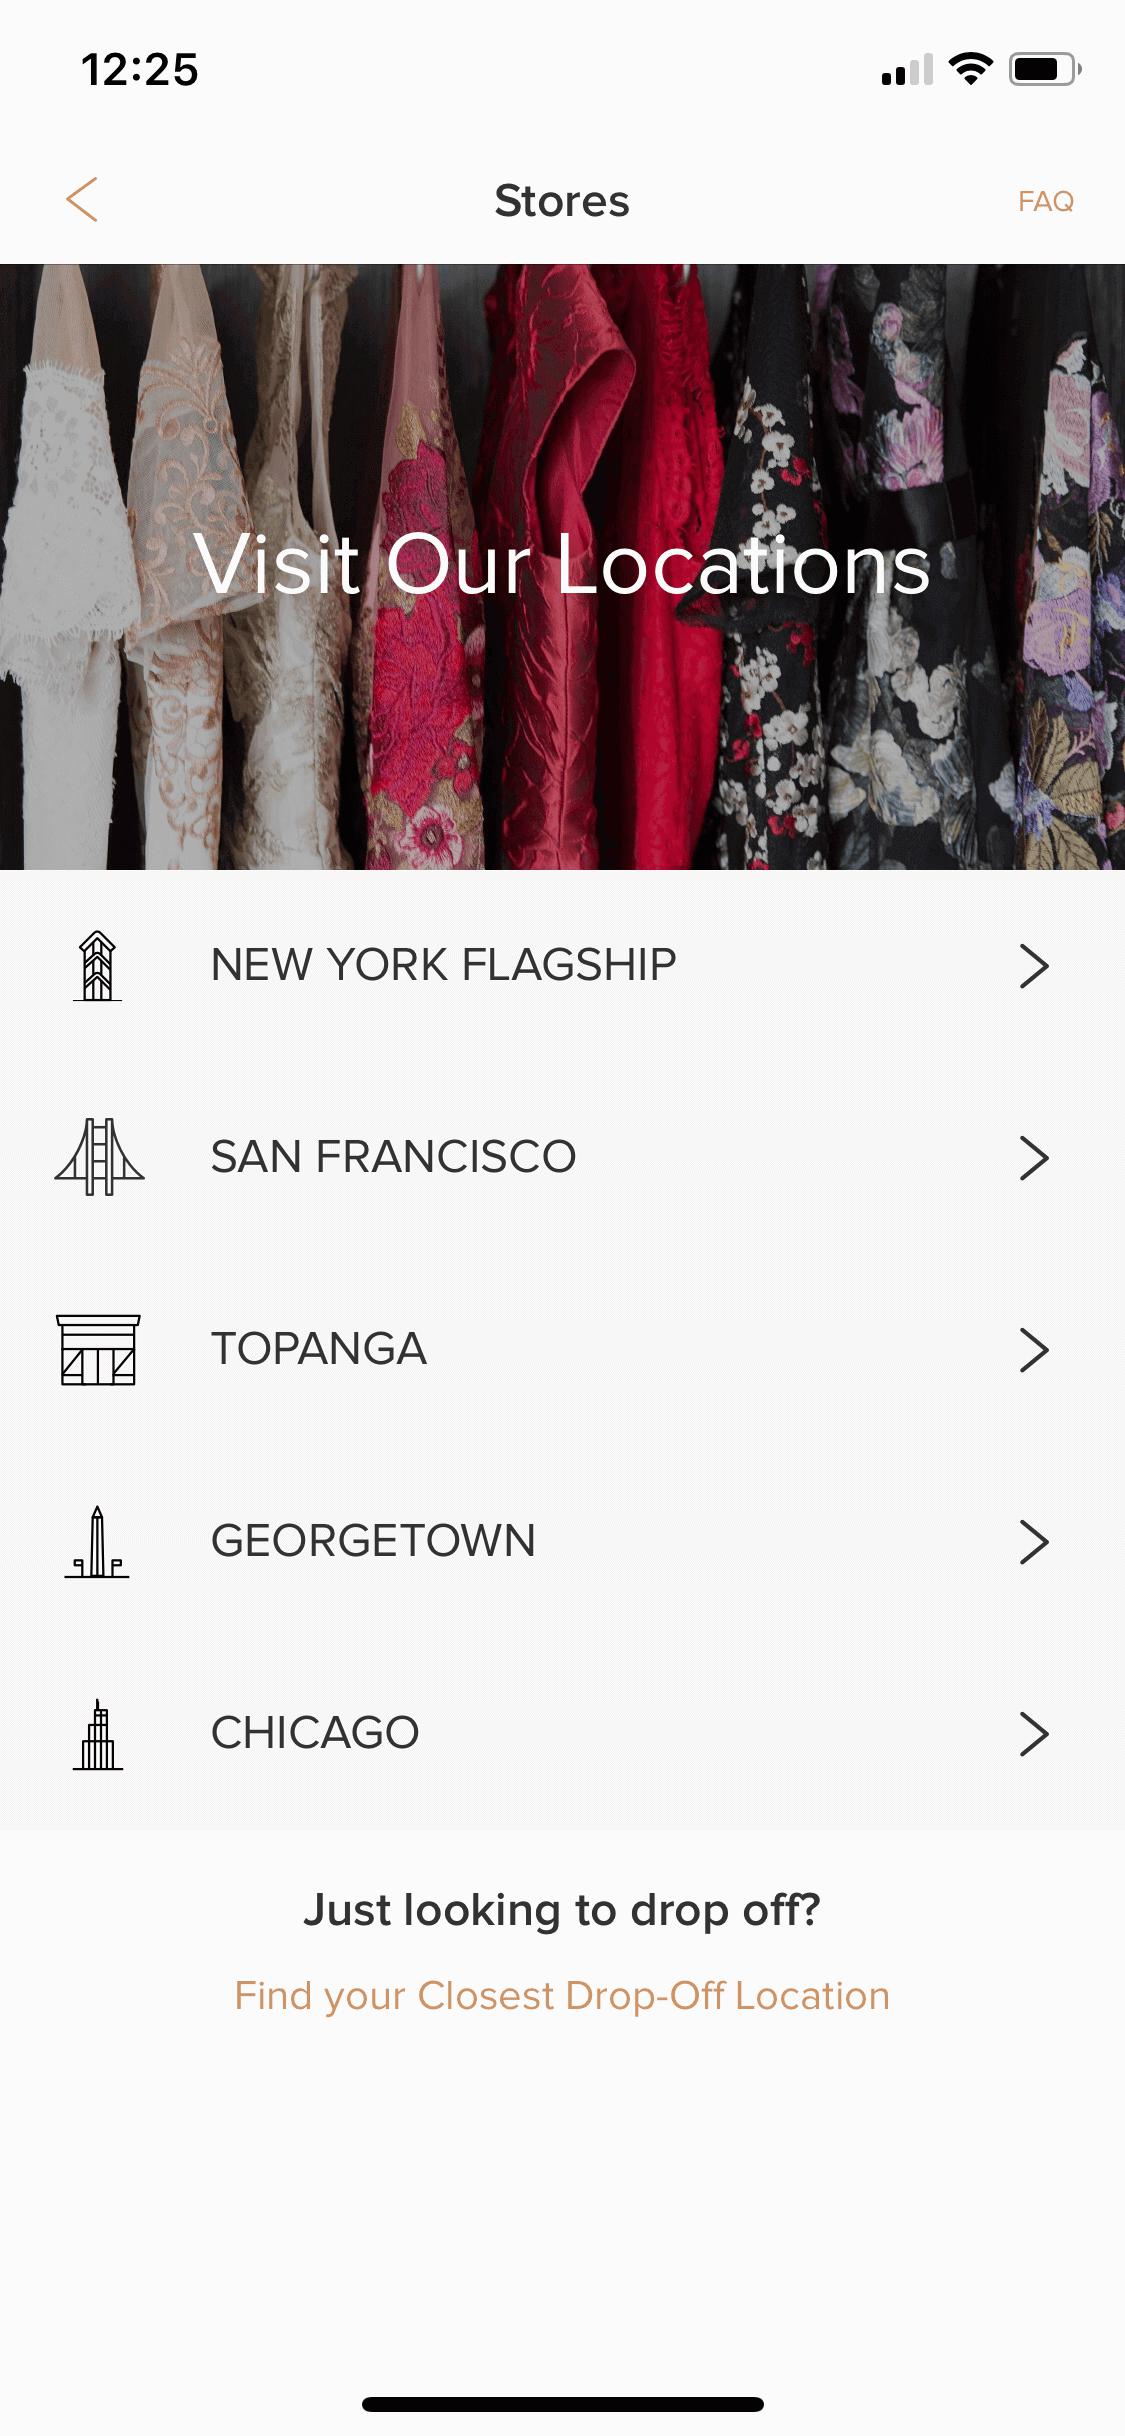 12:25
Stores
FAQ
Visit Our Locations
NEW YORK FLAGSHIP
SAN FRANCISCO
TOPANGA
GEORGETOWN
CHICAGO
Just looking to drop off?
Find your Closest Drop-Off Location